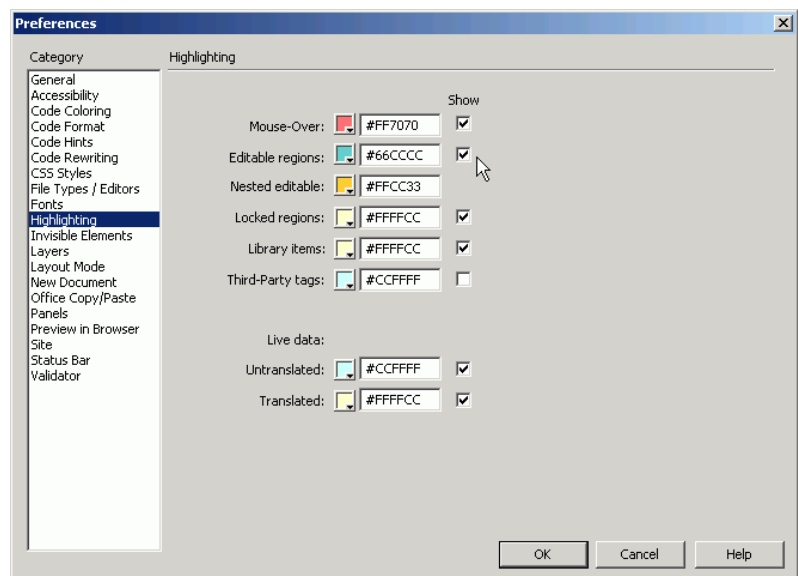 Preferences
Category
General
Accessibility
Code Coloring
Code Format
Code Hints
Code Rewriting
CSS Styles
File Types / Editors
Fonts
Highlighting
Invisible Elements
Layers
Layout Mode
New Document
Office Copy/Paste
Panels
Preview in Browser
Site
Status Bar
Validator
Highlighting
Show
Mouse-Over: #FF7070
Editable regions: #66CCCC
Nested editable: #FFCC33
Locked regions: #FFFFCC
Library items: #FFFFCC
Third-Party tags: #CCFFFF
Live data:
Untranslated: #CCFFFF
Translated: #FFFFCC
OK Cancel Help